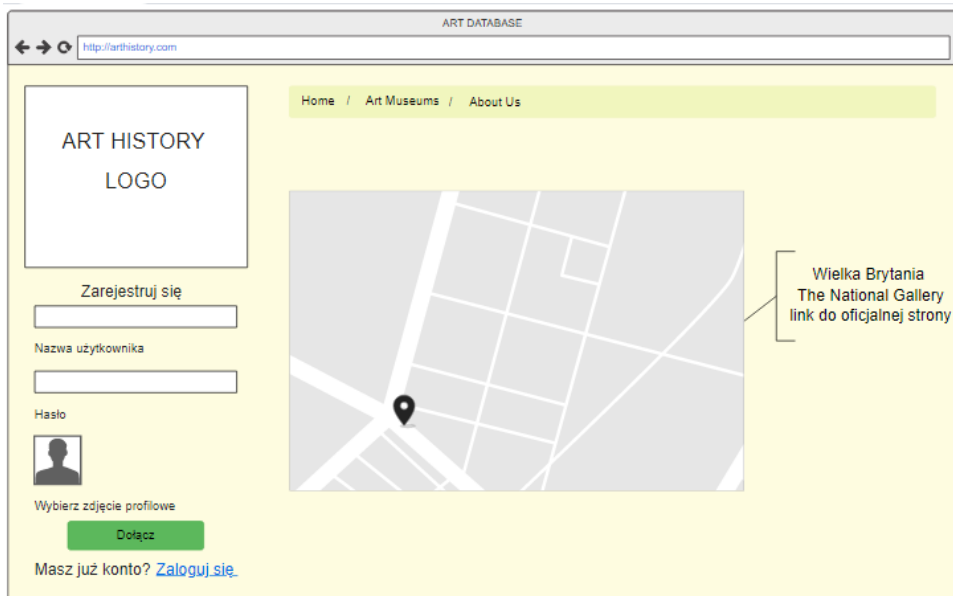 ART DATABASE
http://arthistory.com
ART HISTORY
LOGO
Zarejestruj się
Nazwa użytkownika
Hasło
Wybierz zdjęcie profilowe
Dołącz
Masz już konto? Zaloguj się
Home / Art Museums / About Us
Wielka Brytania
The National Gallery
link do oficjalnej strony